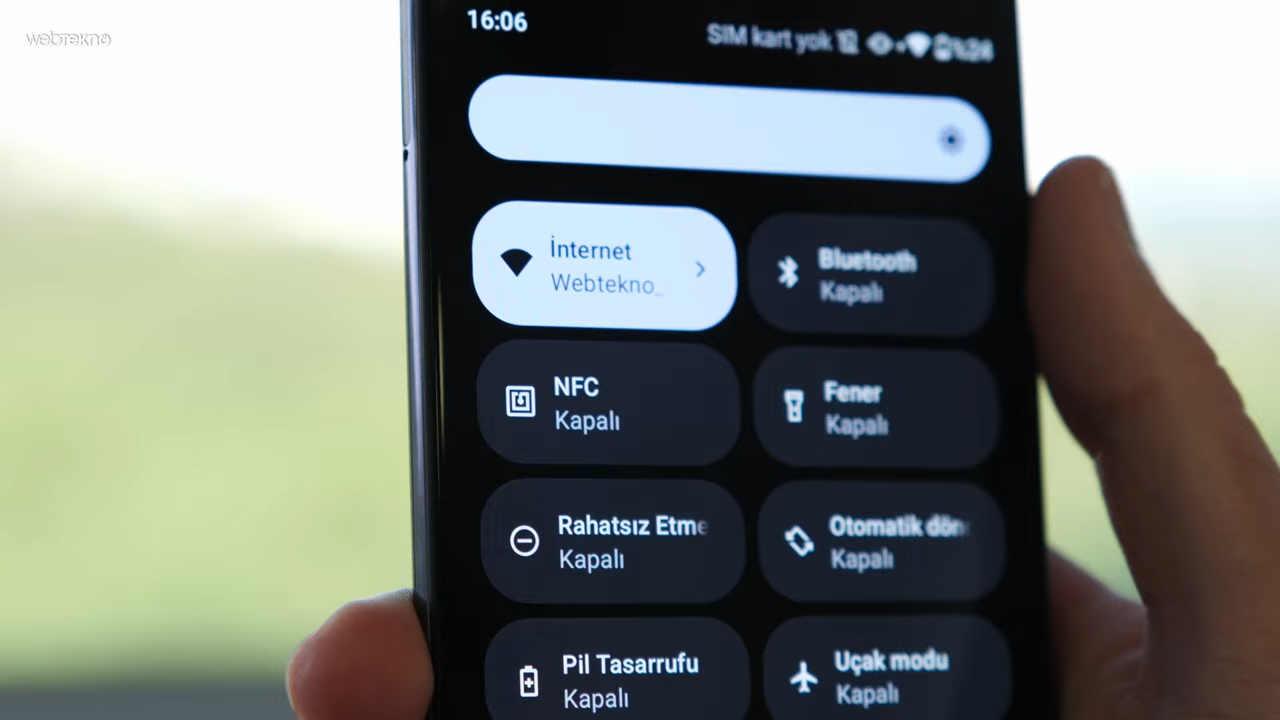 webtekno
16:06
SIM kart yok
İnternet
Webtekno_
Bluetooth
Kapalı
NFC
Kapalı
Fener
Kapalı
Rahatsız Etme
Kapalı
Otomatik dön
Kapalı
Pil Tasarrufu
Kapalı
Uçak modu
Kapalı